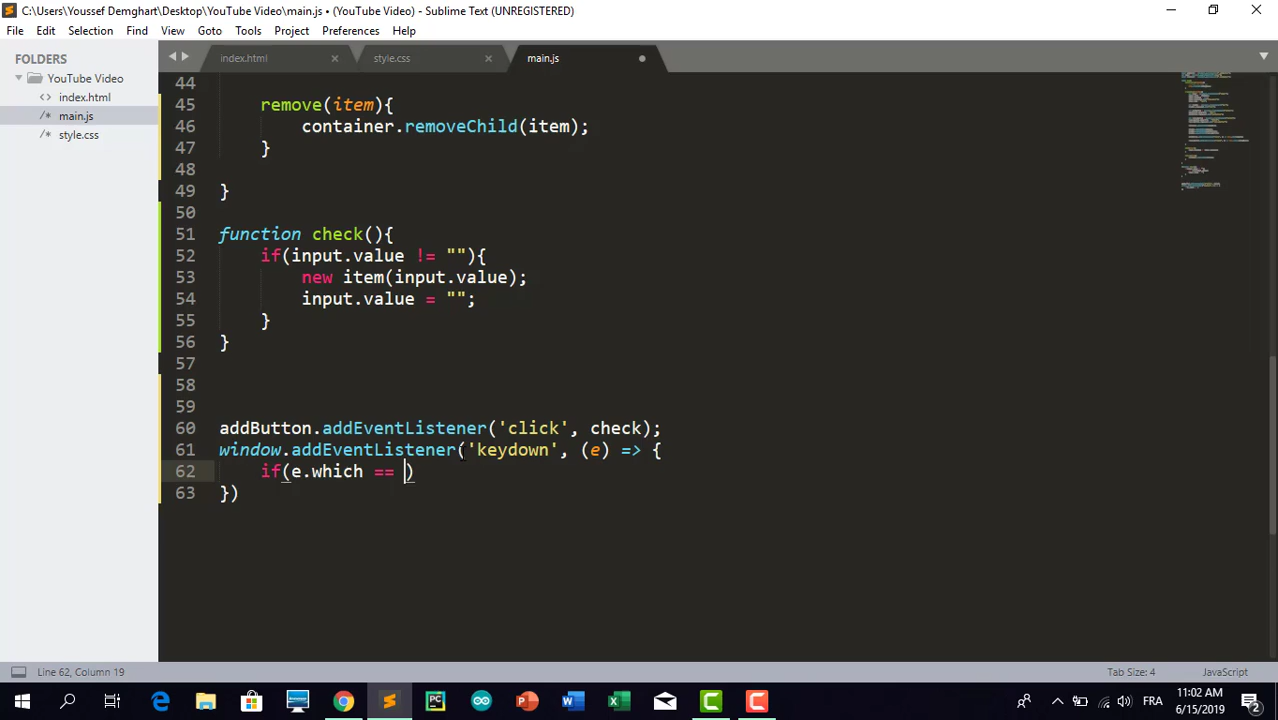 C:\Users\Youssef Demghart\Desktop\YouTube Video\main.js • (YouTube Video) - Sublime Text (UNREGISTERED)
File Edit Selection Find View Goto Tools Project Preferences Help
FOLDERS
YouTube Video
index.html
main.js
style.css
index.html
style.css
main.js
44
45 remove(item){
46 container.removeChild(item);
47 }
48
49 }
50
51 function check(){
52 if(input.value != ""){
53 new item(input.value);
54 input.value = "";
55 }
56 }
57
58
59
60 addButton.addEventListener('click', check);
61 window.addEventListener('keydown', (e) => {
62 if(e.which == )
63 })
Line 62, Column 19
Tab Size: 4
JavaScript
FRA
11:02 AM
6/15/2019
2